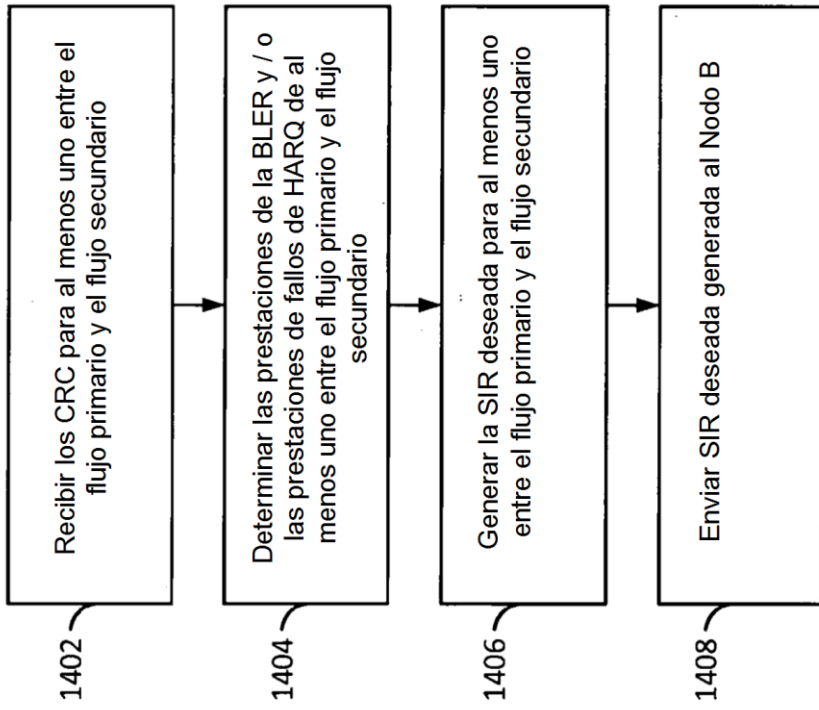 1402
Recibir los CRC para al menos uno entre el
flujo primario y el flujo secundario
1404
Determinar las prestaciones de la BLER y / o
las prestaciones de fallos de HARQ de al
menos uno entre el flujo primario y el flujo
secundario
1406
Generar la SIR deseada para al menos uno
entre el flujo primario y el flujo secundario
1408
Enviar SIR deseada generada al Nodo B